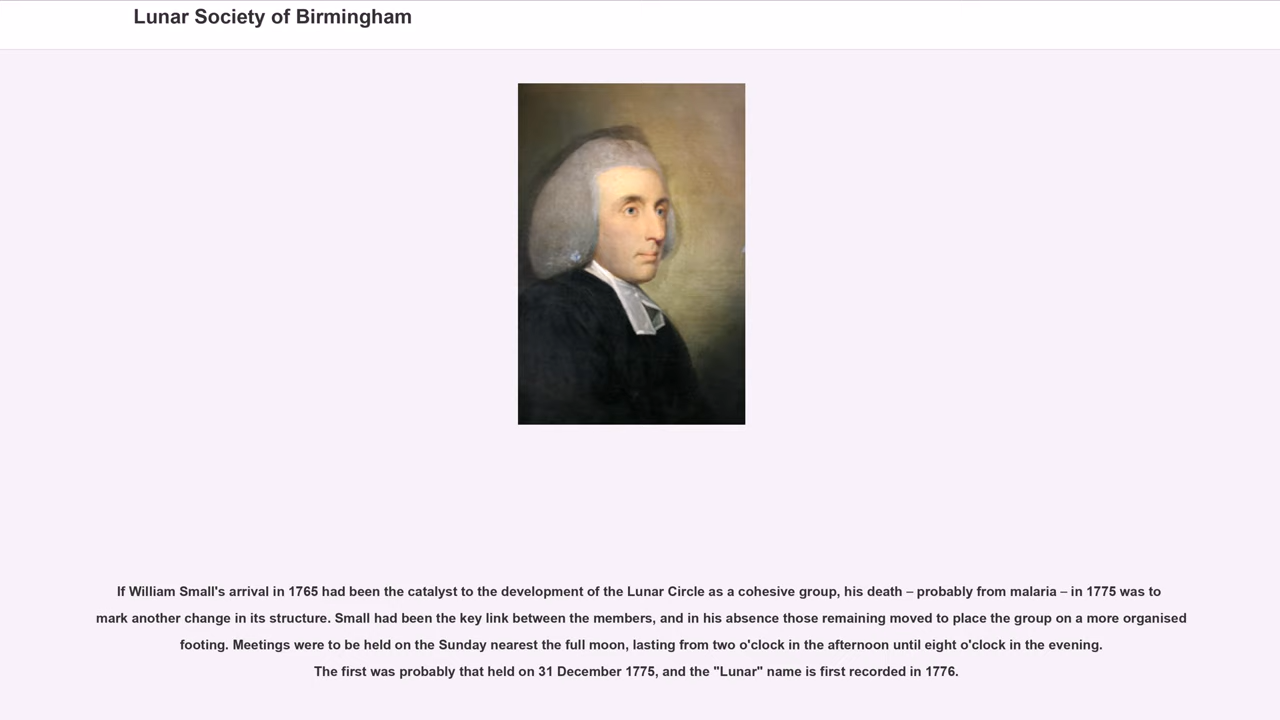 Lunar Society of Birmingham
If William Small's arrival in 1765 had been the catalyst to the development of the Lunar Circle as a cohesive group, his death – probably from malaria – in 1775 was to
mark another change in its structure. Small had been the key link between the members, and in his absence those remaining moved to place the group on a more organised
footing. Meetings were to be held on the Sunday nearest the full moon, lasting from two o'clock in the afternoon until eight o'clock in the evening.
The first was probably that held on 31 December 1775, and the "Lunar" name is first recorded in 1776.